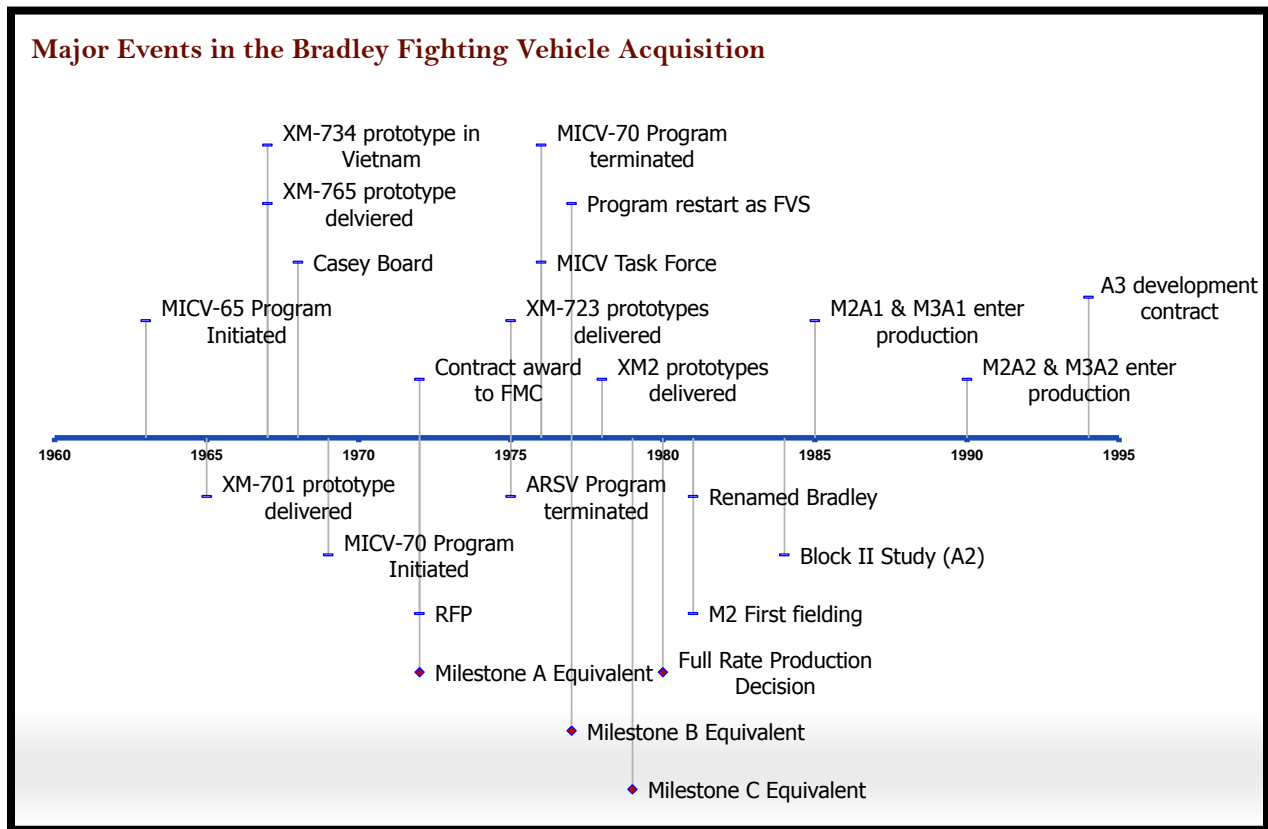 Major Events in the Bradley Fighting Vehicle Acquisition
XM-734 prototype in
Vietnam
MICV-70 Program
terminated
XM-765 prototype
delviered
Program restart as FVS
Casey Board
MICV Task Force
A3 development
contract
MICV-65 Program
Initiated
XM-723 prototypes
delivered
M2A1 & M3A1 enter
production
Contract award
to FMC
XM2 prototypes
delivered
M2A2 & M3A2 enter
production
1960 1965 1970 1975 1980 1985 1990 1995
XM-701 prototype
delivered
ARSV Program
terminated
Renamed Bradley
MICV-70 Program
Initiated
Block II Study (A2)
RFP
M2 First fielding
Milestone A Equivalent
Full Rate Production
Decision
Milestone B Equivalent
Milestone C Equivalent